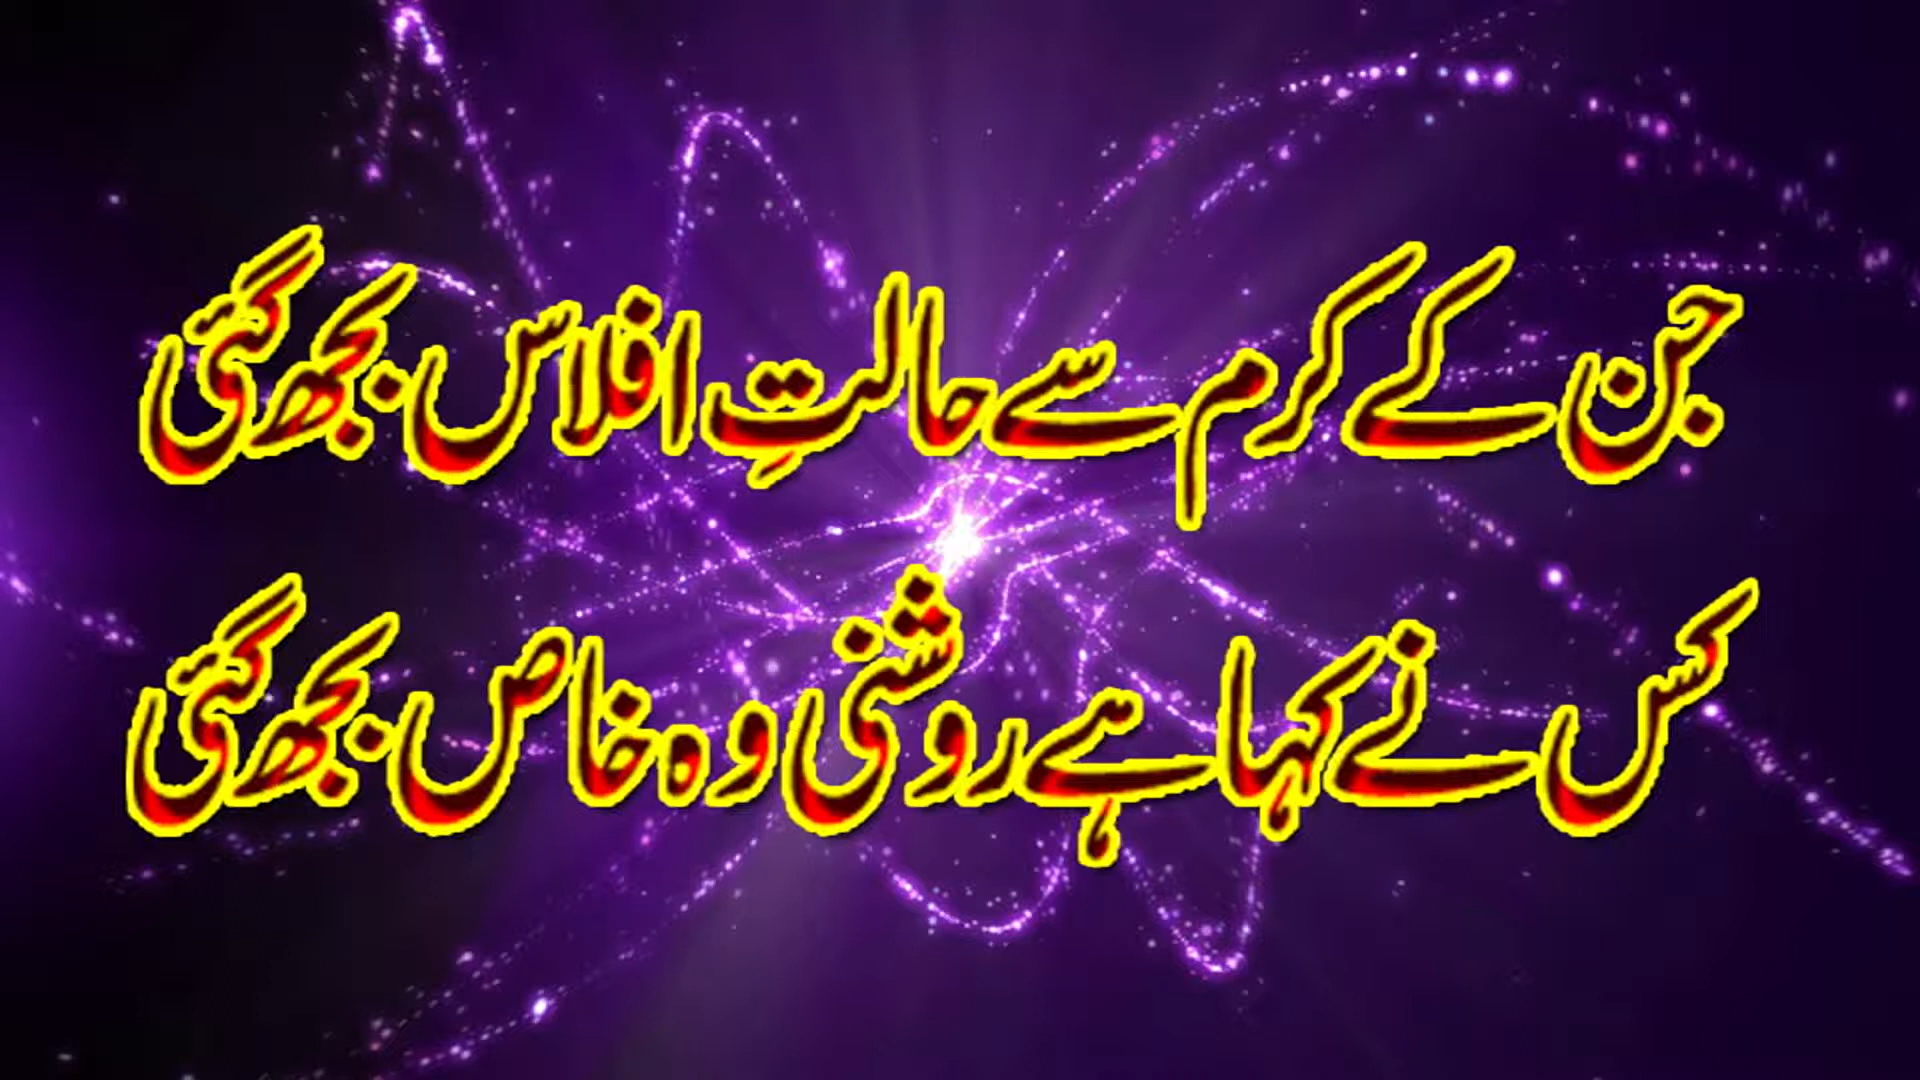 جن کے کرم سے حالتِ افلاس بجھ گئی
کس نے کہا ہے روشنی وہ خاص بجھ گئی